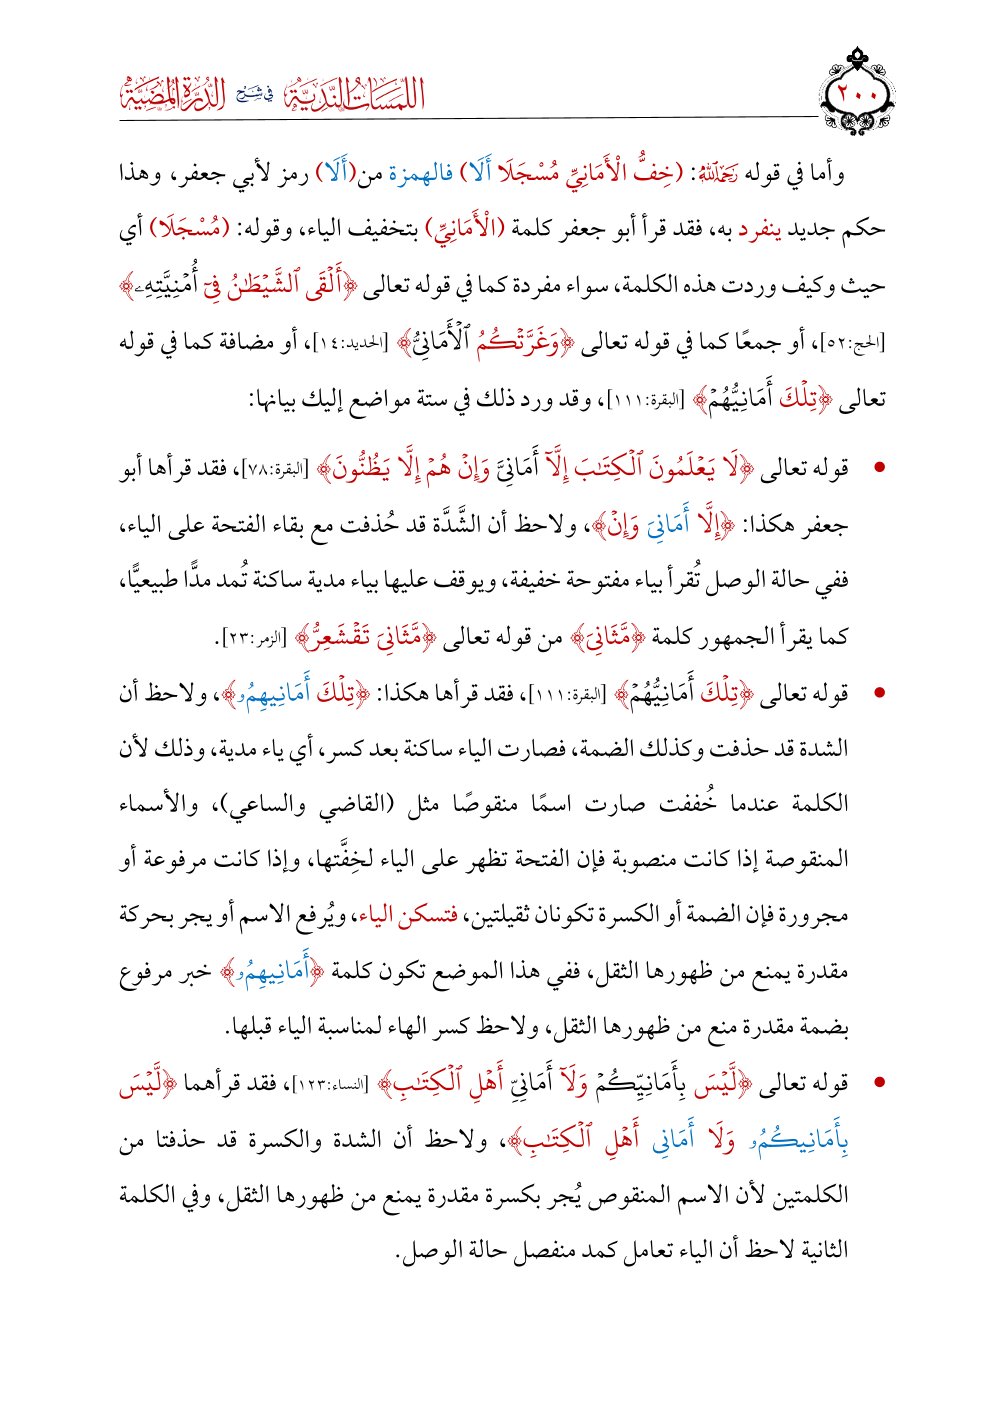 اللمسات الندية في شرح الدرة المضية
٢٠٠
وأما في قوله رَحِمَهُ اللَّهُ: (خِفُّ الْأَمَانِيِّ مُسْجَلَا أَلَا) فالهمزة من(أَلَا) رمز لأبي جعفر، وهذا
حكم جديد ينفرد به، فقد قرأ أبو جعفر كلمة (الْأَمَانِيِّ) بتخفيف الياء، وقوله: (مُسْجَلَا) أي
حيث وكيف وردت هذه الكلمة، سواء مفردة كما في قوله تعالى ﴿أَلْقَى ٱلشَّيْطَٰنُ فِىٓ أُمْنِيَّتِهِۦ﴾
[الحج:٥٢]، أو جمعًا كما في قوله تعالى ﴿وَغَرَّتْكُمُ ٱلْأَمَانِىُّ﴾ [الحديد:١٤]، أو مضافة كما في قوله
تعالى ﴿تِلْكَ أَمَانِيُّهُمْ﴾ [البقرة:١١١]، وقد ورد ذلك في ستة مواضع إليك بيانها:
• قوله تعالى ﴿لَا يَعْلَمُونَ ٱلْكِتَٰبَ إِلَّآ أَمَانِىَّ وَإِنْ هُمْ إِلَّا يَظُنُّونَ﴾ [البقرة:٧٨]، فقد قرأها أبو
جعفر هكذا: ﴿إِلَّا أَمَانِىَ وَإِنْ﴾، ولاحظ أن الشَّدَّة قد حُذفت مع بقاء الفتحة على الياء،
ففي حالة الوصل تُقرأ بياء مفتوحة خفيفة، ويوقف عليها بياء مدية ساكنة تُمد مدًّا طبيعيًّا،
كما يقرأ الجمهور كلمة ﴿مَّثَانِىَ﴾ من قوله تعالى ﴿مَّثَانِىَ تَقْشَعِرُّ﴾ [الزمر:٢٣].
• قوله تعالى ﴿تِلْكَ أَمَانِيُّهُمْ﴾ [البقرة:١١١]، فقد قرأها هكذا: ﴿تِلْكَ أَمَانِيهِمُۥ﴾، ولاحظ أن
الشدة قد حذفت وكذلك الضمة، فصارت الياء ساكنة بعد كسر، أي ياء مدية، وذلك لأن
الكلمة عندما خُففت صارت اسمًا منقوصًا مثل (القاضي والساعي)، والأسماء
المنقوصة إذا كانت منصوبة فإن الفتحة تظهر على الياء لخِفَّتها، وإذا كانت مرفوعة أو
مجرورة فإن الضمة أو الكسرة تكونان ثقيلتين، فتسكن الياء، ويُرفع الاسم أو يجر بحركة
مقدرة يمنع من ظهورها الثقل، ففي هذا الموضع تكون كلمة ﴿أَمَانِيهِمُۥ﴾ خبر مرفوع
بضمة مقدرة منع من ظهورها الثقل، ولاحظ كسر الهاء لمناسبة الياء قبلها.
• قوله تعالى ﴿لَّيْسَ بِأَمَانِيِّكُمْ وَلَآ أَمَانِىِّ أَهْلِ ٱلْكِتَٰبِ﴾ [النساء:١٢٣]، فقد قرأهما ﴿لَّيْسَ
بِأَمَانِيكُمُۥ وَلَا أَمَانِى أَهْلِ ٱلْكِتَٰبِ﴾، ولاحظ أن الشدة والكسرة قد حذفتا من
الكلمتين لأن الاسم المنقوص يُجر بكسرة مقدرة يمنع من ظهورها الثقل، وفي الكلمة
الثانية لاحظ أن الياء تعامل كمد منفصل حالة الوصل.